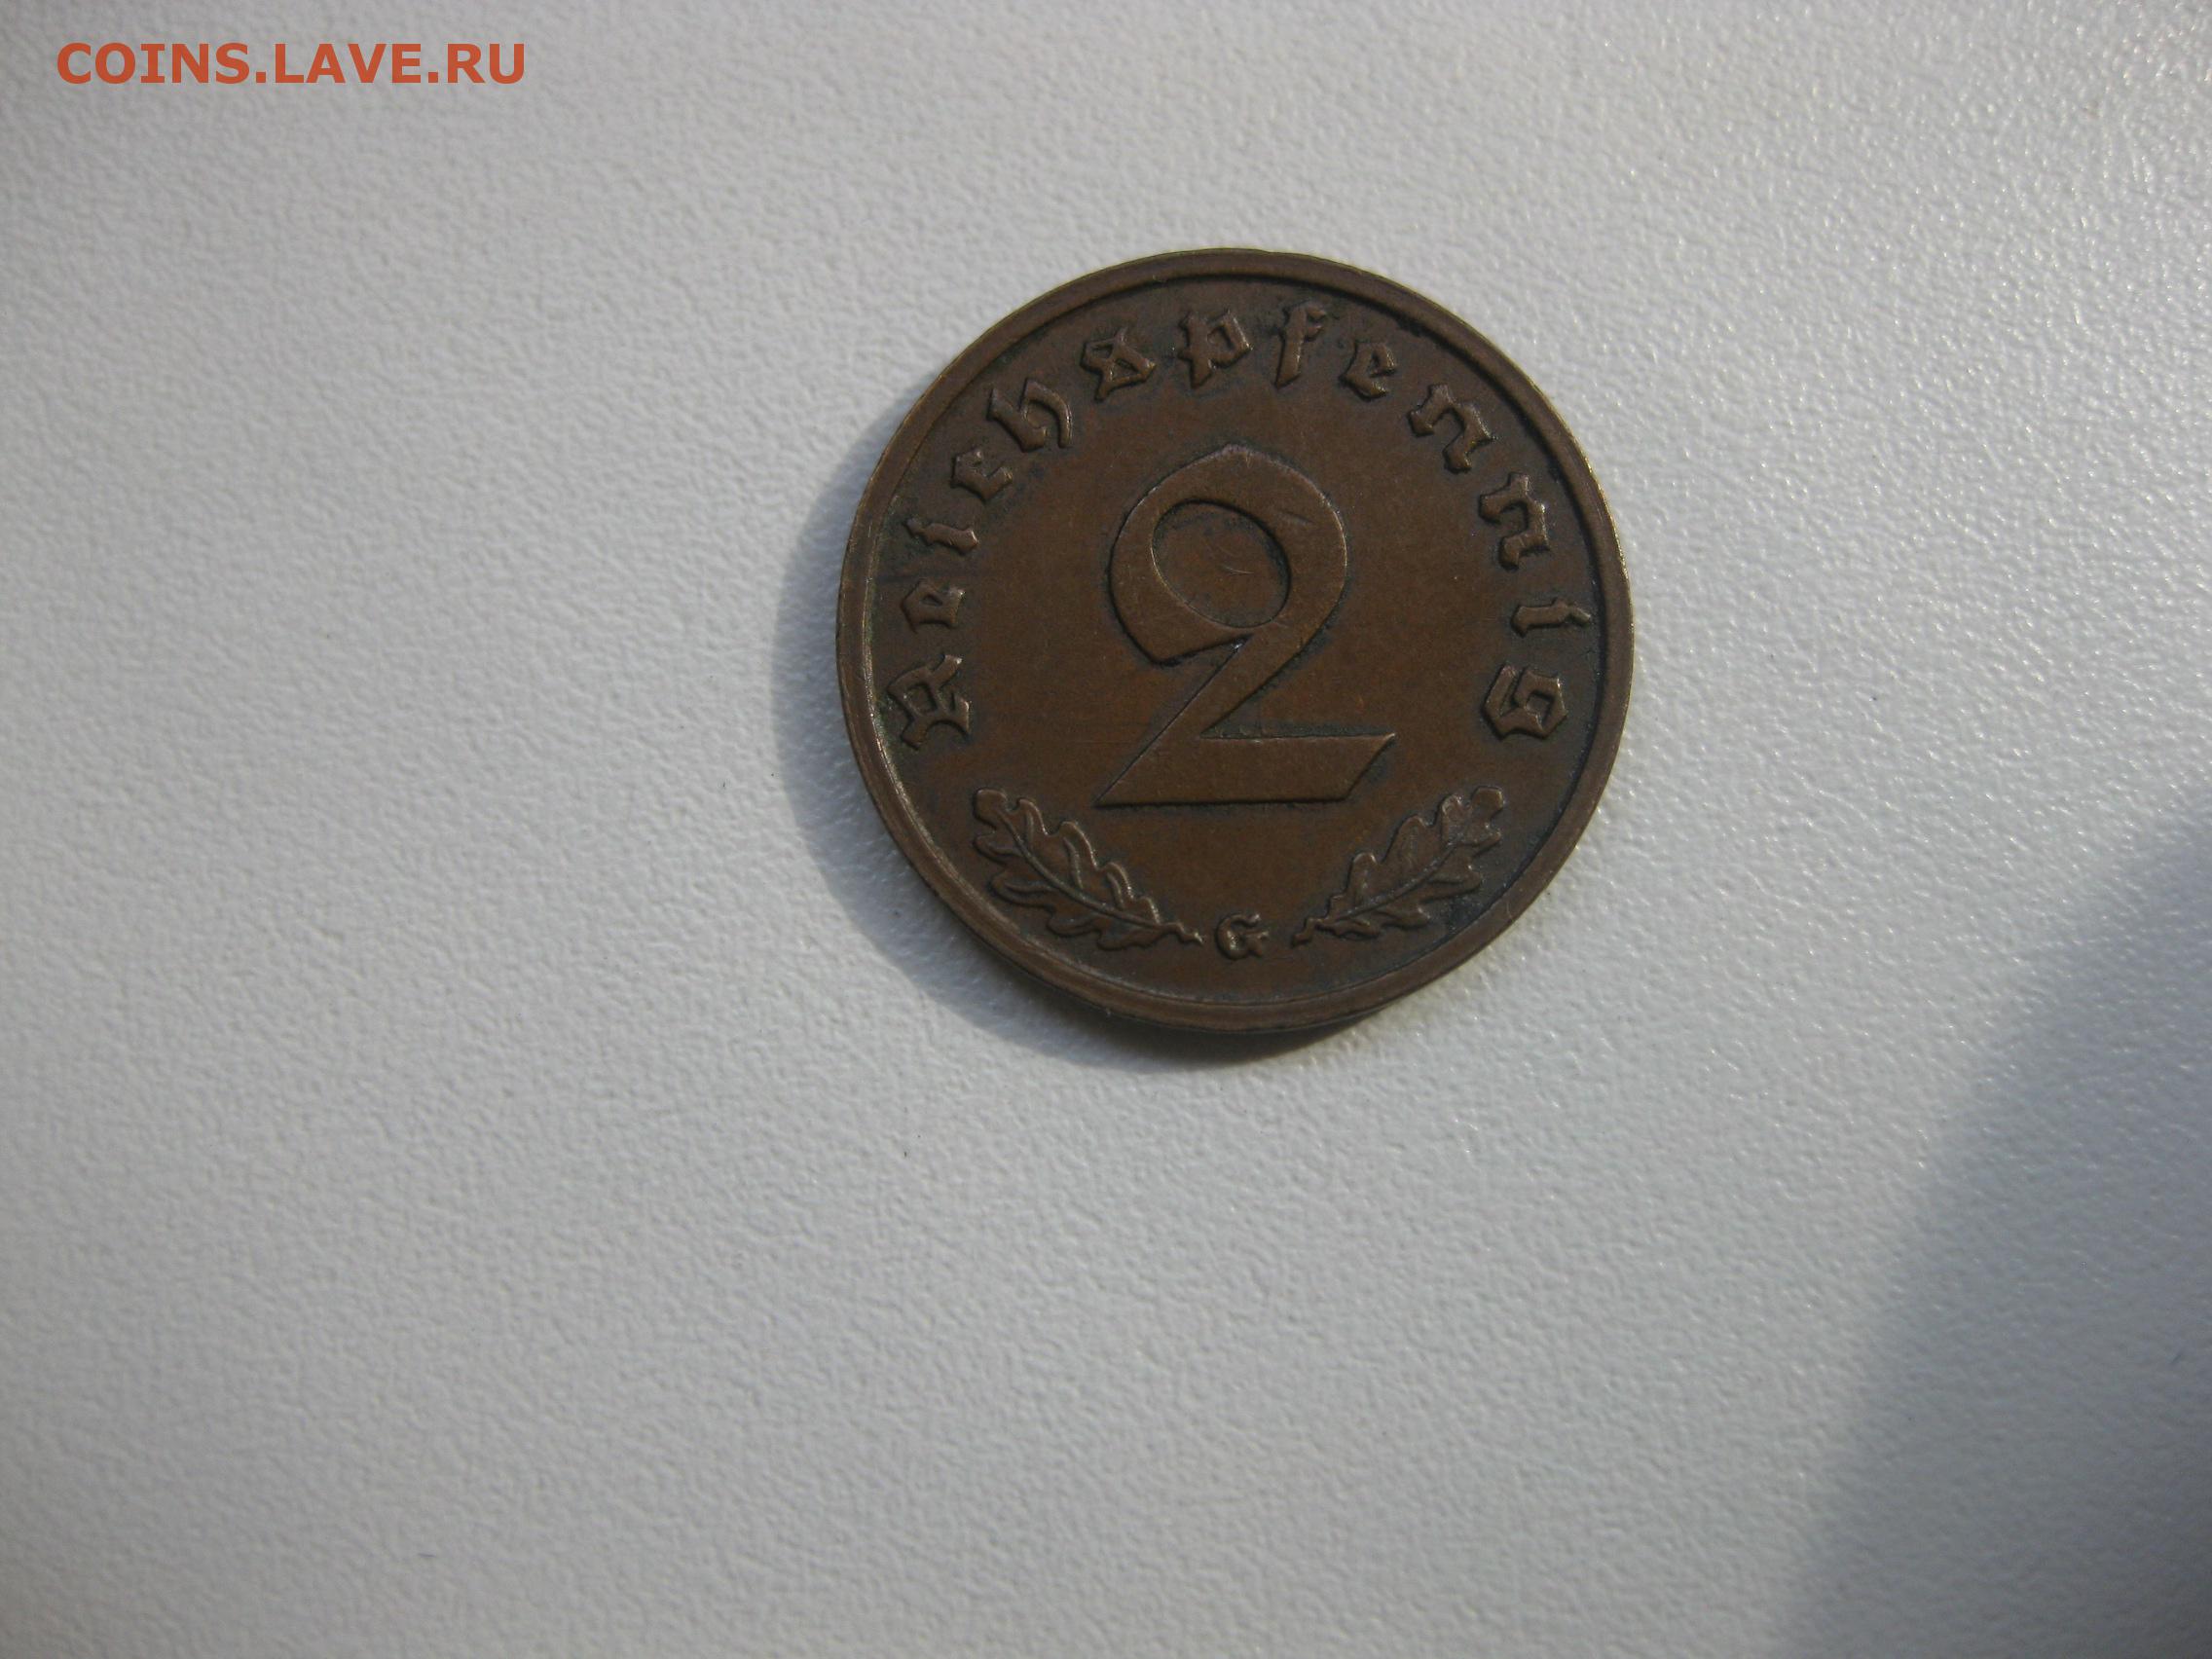 COINS.LAVE.RU
Reichspfennig
2
G